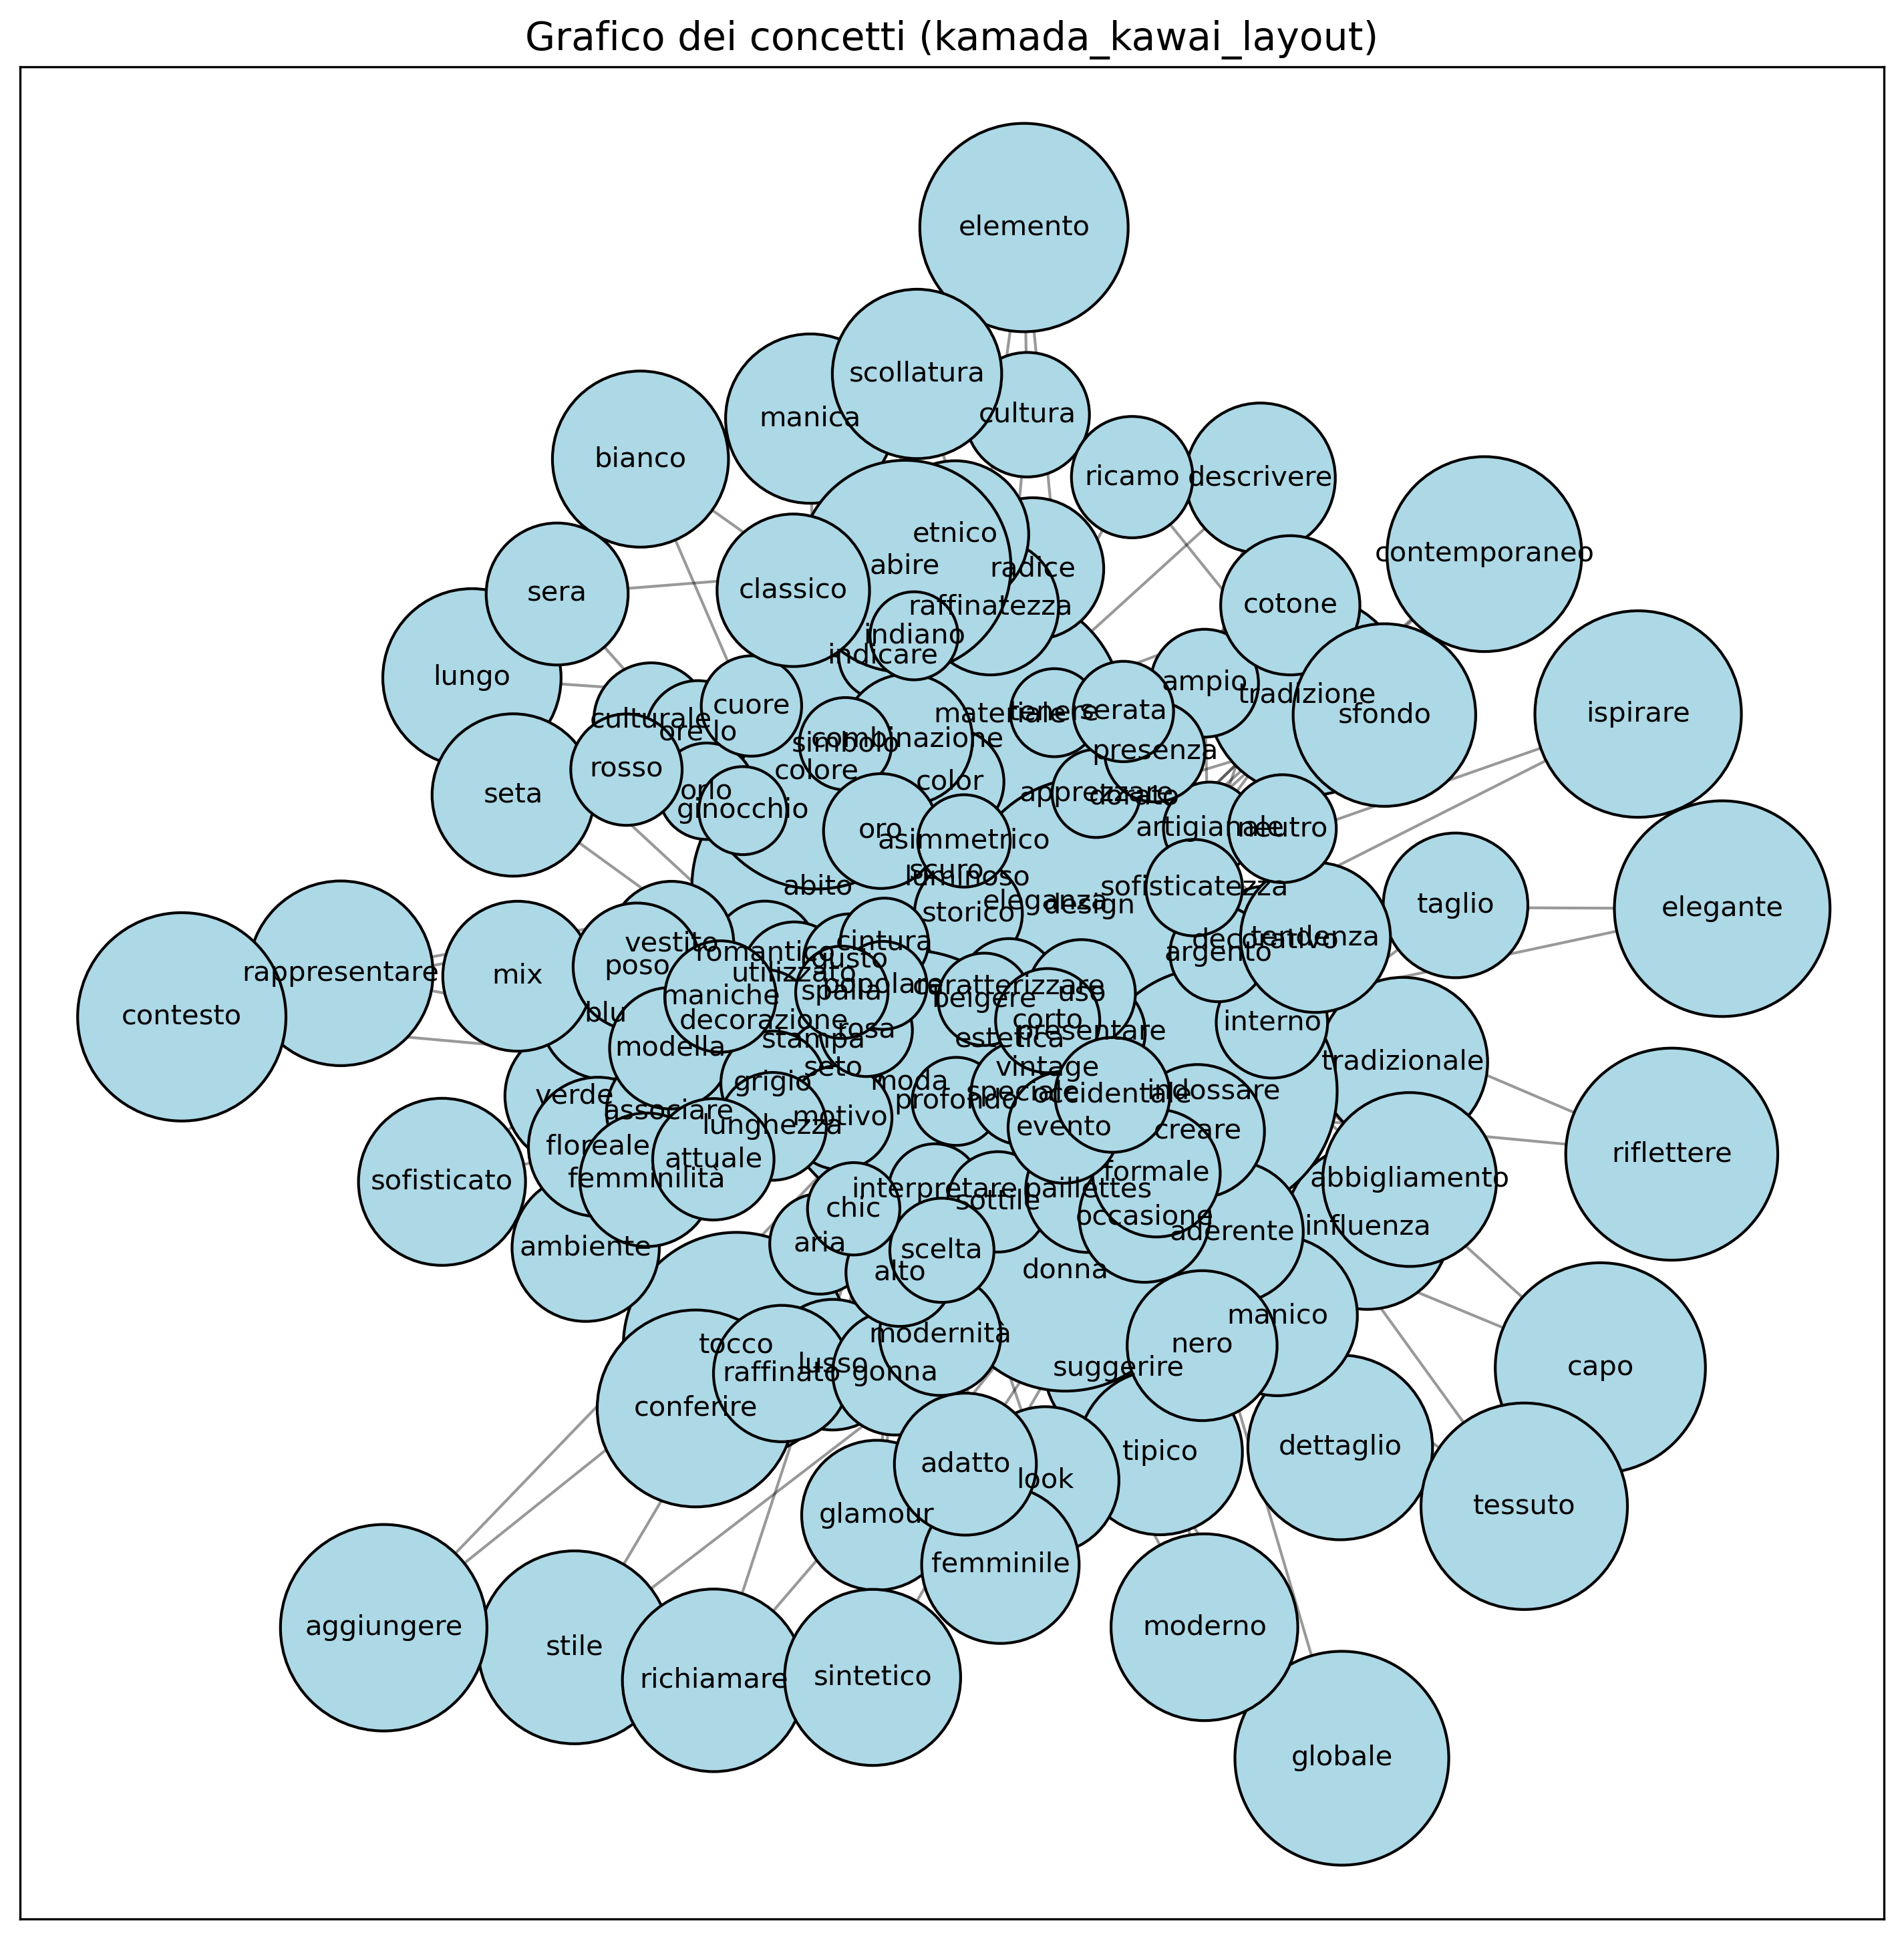 Grafico dei concetti (kamada_kawai_layout)
elemento
scollatura
manica
cultura
bianco
ricamo
descrivere
etnico
contemporaneo
abire
radice
sera
classico
raffinatezza
cotone
indiano
indicare
lungo
ampio
tradizione
cuore
culturale
materiale
tenere
serata
sfondo
ispirare
simbolo
combinazione
presenza
rosso
colore
color
seta
orlo
ginocchio
apprezzare
dorato
oro
asimmetrico
artigianale
neutro
scuro
luminoso
abito
eleganza
design
sofisticatezza
storico
taglio
elegante
vestito
romantico
cintura
decorativo
tendenza
argento
rappresentare
mix
poso
utilizzato
gusto
popolare
spalla
caratterizzare
belgere
uso
contesto
blu
maniche
decorazione
rosa
corto
presentare
interno
modella
stampa
estetica
seto
vintage
tradizionale
verde
grigio
moda
profondo
speciale
occidentale
indossare
associare
lunghezza
motivo
evento
creare
floreale
attuale
riflettere
sofisticato
femminilità
interpretare
paillettes
formale
abbigliamento
chic
sottile
occasione
aderente
influenza
ambiente
aria
scelta
alto
donna
manico
tocco
modernità
nero
lusso
raffinato
gonna
suggerire
capo
conferire
adatto
look
tipico
dettaglio
glamour
tessuto
femminile
aggiungere
stile
richiamare
sintetico
moderno
globale